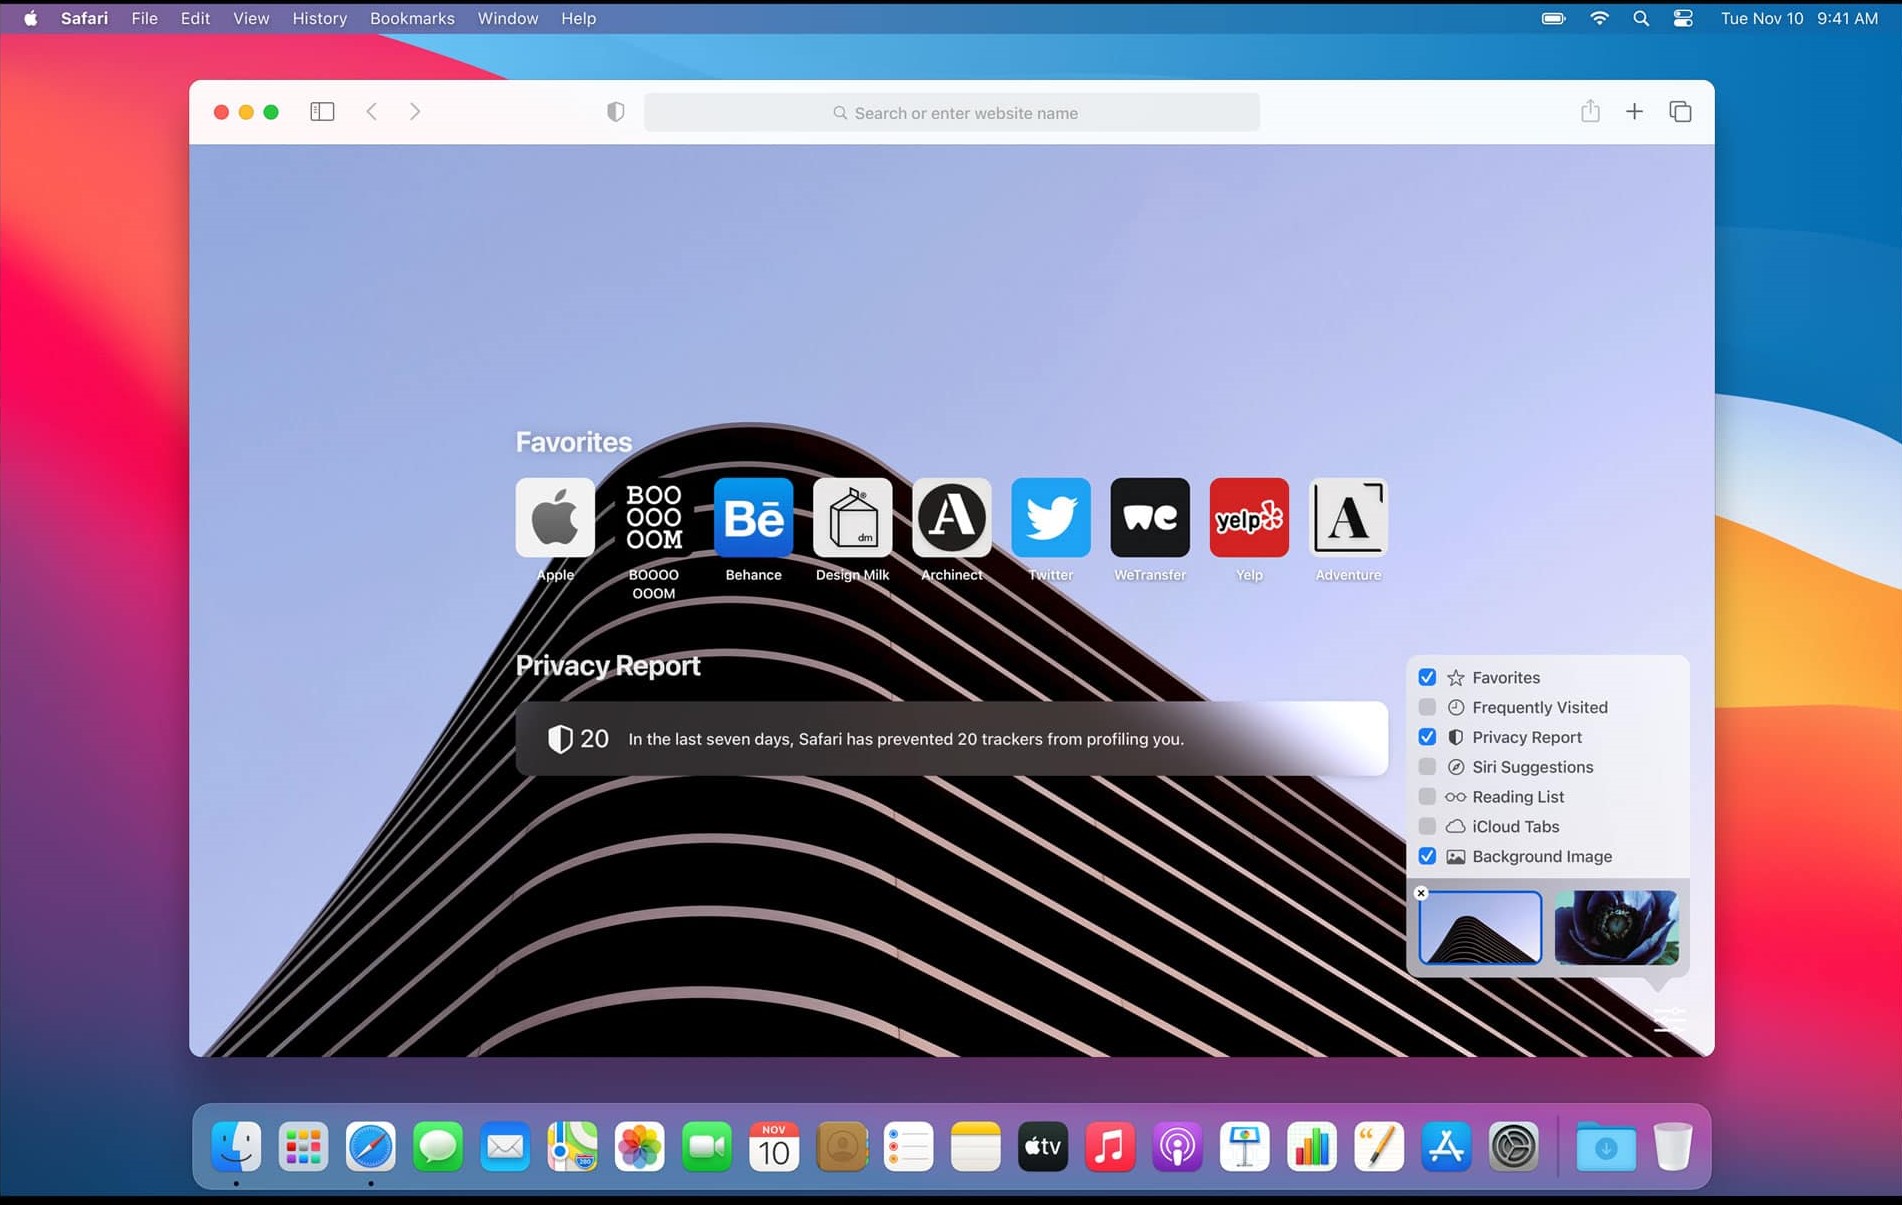 Safari File Edit View History Bookmarks Window Help Tue Nov 10 9:41 AM
Search or enter website name
Favorites
BOO
OOO
OOM
Bē
dm
A
we
yelp
A
Apple
BOOOO
OOOM
Behance
Design Milk
Archinect
Twitter
WeTransfer
Yelp
Adventure
Privacy Report
20 In the last seven days, Safari has prevented 20 trackers from profiling you.
Favorites
Frequently Visited
Privacy Report
Siri Suggestions
Reading List
iCloud Tabs
Background Image
280
NOV
10
tv